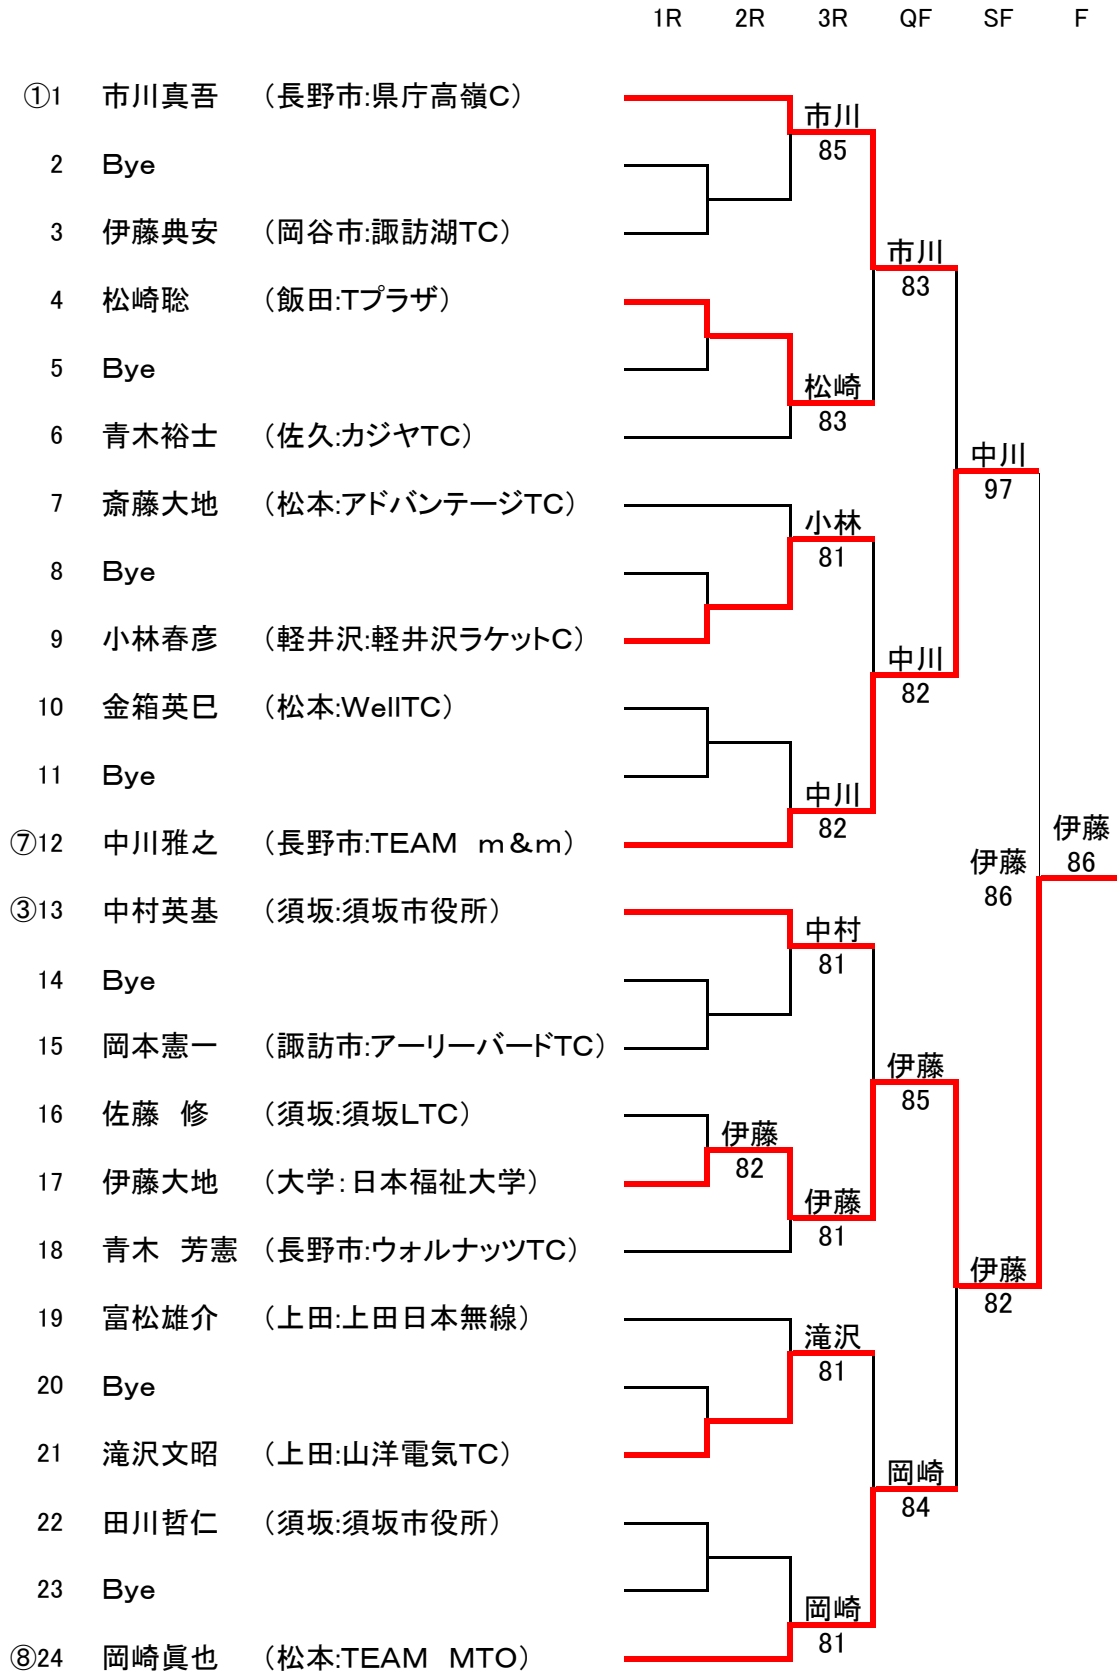 1R 2R 3R QF SF F
①1 市川真吾 （長野市:県庁高嶺C）
市川
85
2 Bye
3 伊藤典安 （岡谷市:諏訪湖TC）
市川
83
4 松崎聡 （飯田:Tプラザ）
5 Bye
松崎
83
6 青木裕士 （佐久:カジヤTC）
中川
97
7 斎藤大地 （松本:アドバンテージTC）
小林
81
8 Bye
9 小林春彦 （軽井沢:軽井沢ラケットC）
中川
82
10 金箱英巳 （松本:WellTC）
11 Bye
中川
82
⑦12 中川雅之 （長野市:TEAM m&m）
伊藤
86
伊藤
86
③13 中村英基 （須坂:須坂市役所）
中村
81
14 Bye
15 岡本憲一 （諏訪市:アーリーバードTC）
伊藤
85
16 佐藤 修 （須坂:須坂LTC）
伊藤
82
17 伊藤大地 （大学:日本福祉大学）
伊藤
81
18 青木 芳憲 （長野市:ウォルナッツTC）
伊藤
82
19 富松雄介 （上田:上田日本無線）
滝沢
81
20 Bye
21 滝沢文昭 （上田:山洋電気TC）
岡崎
84
22 田川哲仁 （須坂:須坂市役所）
23 Bye
岡崎
81
⑧24 岡崎眞也 （松本:TEAM MTO）